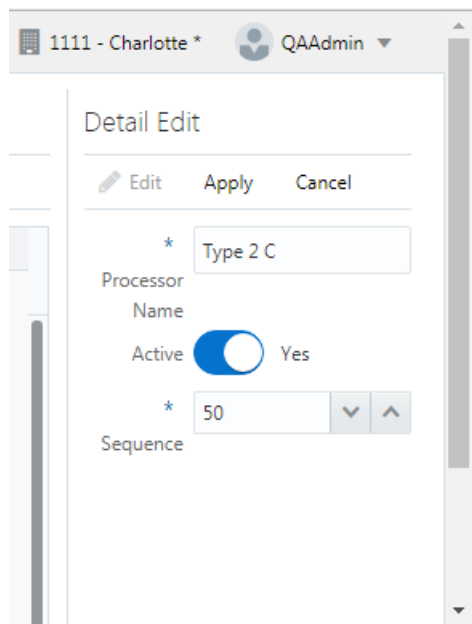 1111 - Charlotte * QAAdmin
Detail Edit
Edit Apply Cancel
* Type 2 C
Processor
Name
Active Yes
* 50
Sequence